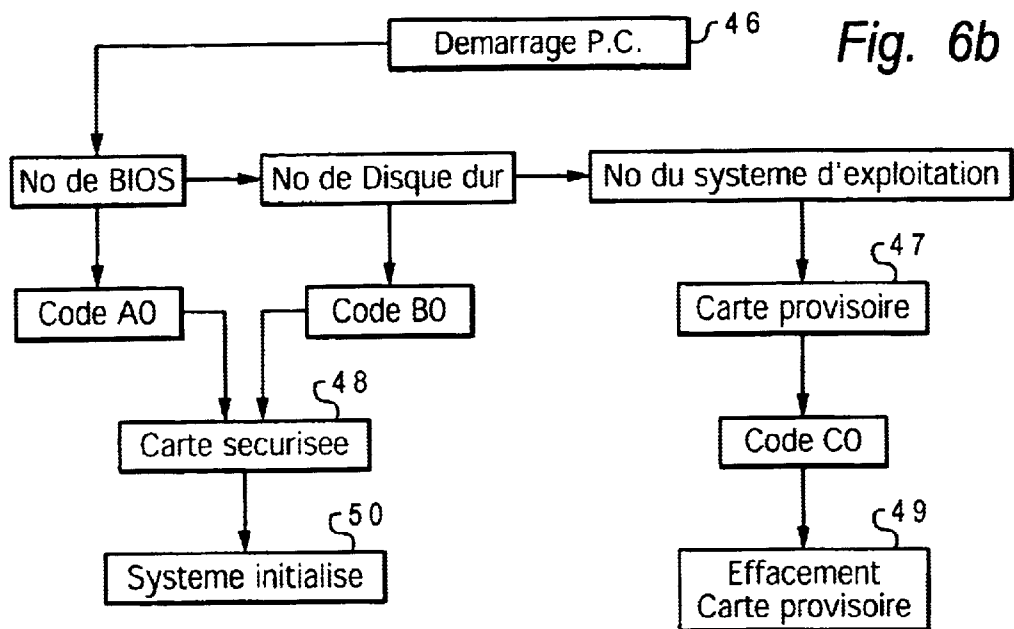 Demarrage P.C.
46
Fig. 6b
No de BIOS
No de Disque dur
No du systeme d'exploitation
47
Code A0
Code B0
Carte provisoire
48
Carte securisee
Code C0
50
49
Systeme initialise
Effacement
Carte provisoire